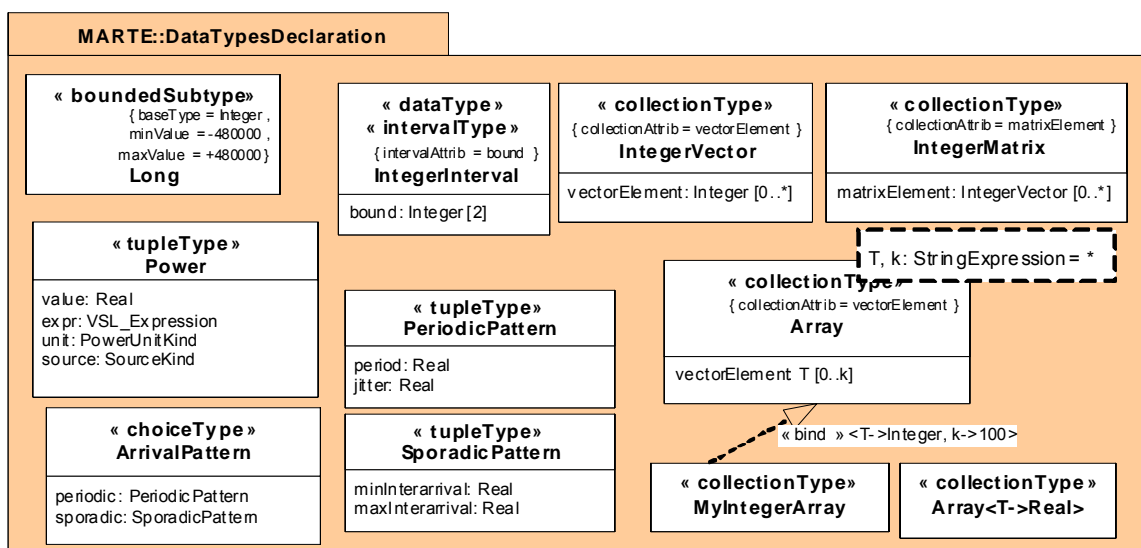 MARTE::DataTypesDeclaration
« boundedSubtype»
{ baseType = Integer ,
minValue = -480000 ,
maxValue = +480000 }
Long
« dataType »
« intervalType »
{ intervalAttrib = bound }
IntegerInterval
bound: Integer [2]
« collectionType»
{ collectionAttrib = vectorElement }
IntegerVector
vectorElement: Integer [0..*]
« collectionType»
{ collectionAttrib = matrixElement }
IntegerMatrix
matrixElement: IntegerVector [0..*]
« tupleType »
Power
value: Real
expr: VSL_Expression
unit: PowerUnitKind
source: SourceKind
« tupleType»
PeriodicPattern
period: Real
jitter: Real
T, k: StringExpression = *
« collectionType»
{ collectionAttrib = vectorElement }
Array
vectorElement: T [0..k]
« bind » <T->Integer, k->100>
« choiceType »
ArrivalPattern
periodic: PeriodicPattern
sporadic: SporadicPattern
« tupleType»
SporadicPattern
minInterarrival: Real
maxInterarrival: Real
« collectionType»
MyIntegerArray
« collectionType»
Array<T->Real>